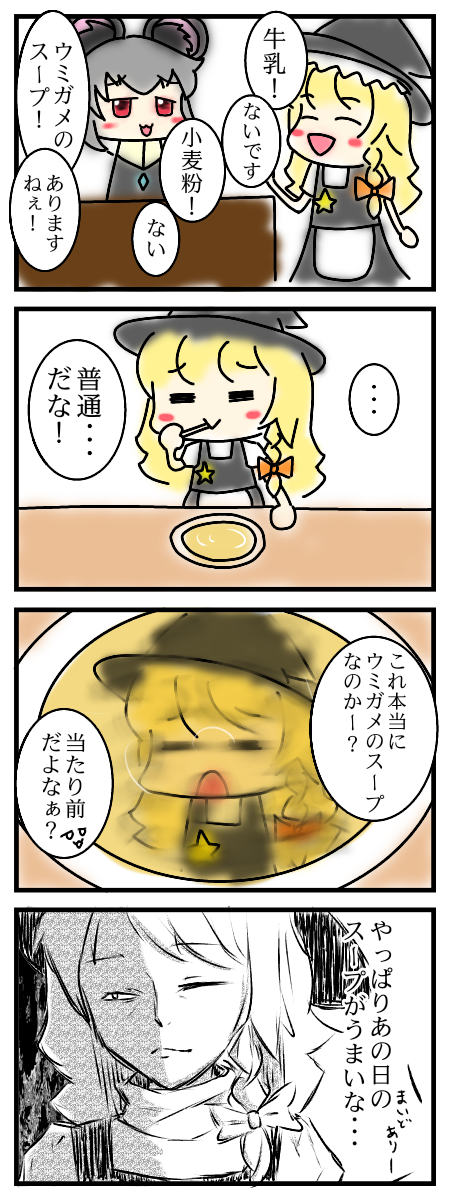 牛乳！
ないです
小麦粉！
ない
ウミガメの
スープ！
あります
ねぇ！
・・・
普通・・・
だな！
これ本当に
ウミガメのスープ
なのかー？
当たり前
だよなぁ？
やっぱりあの日の
スープがうまいな・・・
まいど
ありー